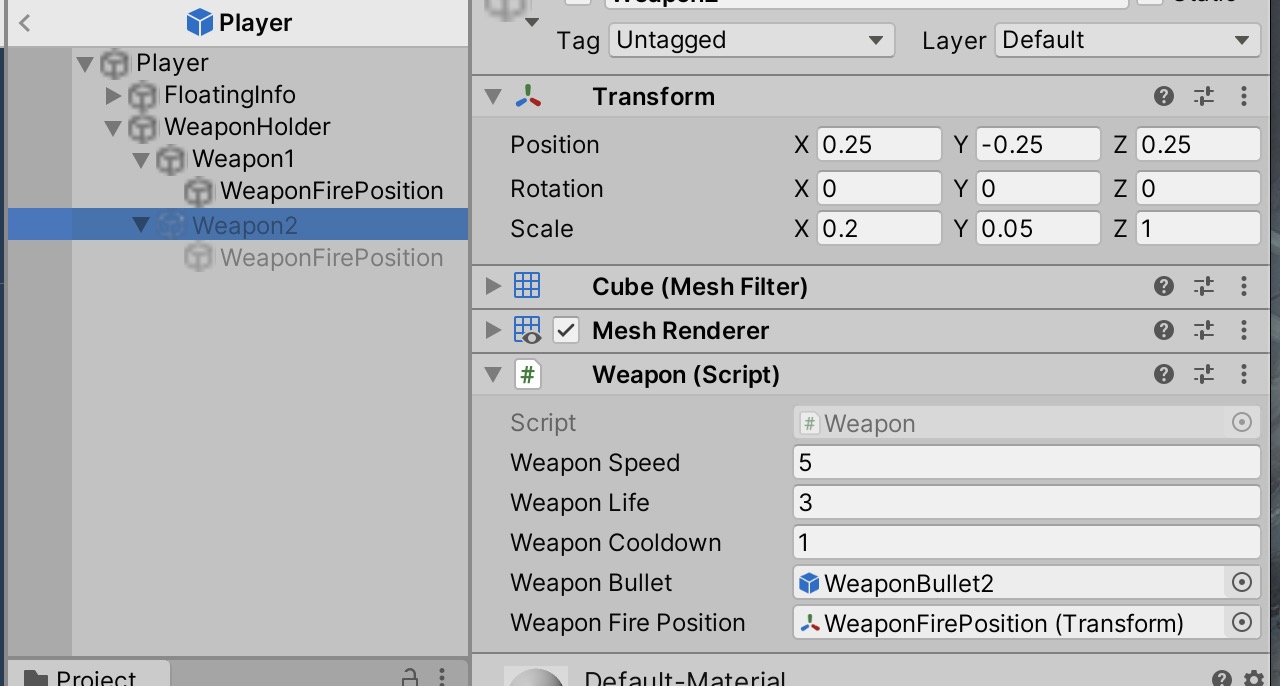 Player
Player
FloatingInfo
WeaponHolder
Weapon1
WeaponFirePosition
Weapon2
WeaponFirePosition
Project
Weapon2
Static
Tag Untagged Layer Default
Transform
Position X 0.25 Y -0.25 Z 0.25
Rotation X 0 Y 0 Z 0
Scale X 0.2 Y 0.05 Z 1
Cube (Mesh Filter)
Mesh Renderer
# Weapon (Script)
Script # Weapon
Weapon Speed 5
Weapon Life 3
Weapon Cooldown 1
Weapon Bullet WeaponBullet2
Weapon Fire Position WeaponFirePosition (Transform)
Default-Material